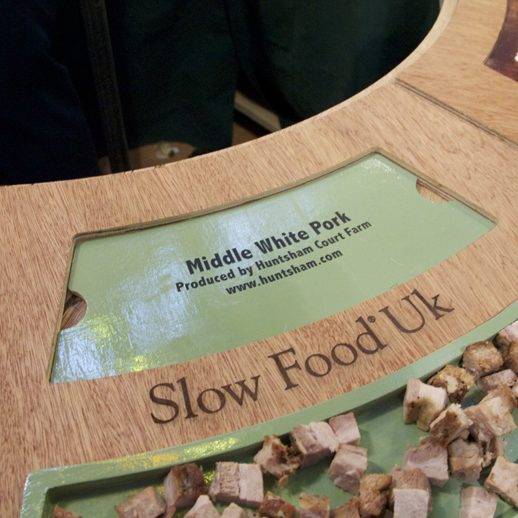 Middle White Pork
Produced by Huntsham Court Farm
www.huntsham.com
Slow Food® Uk